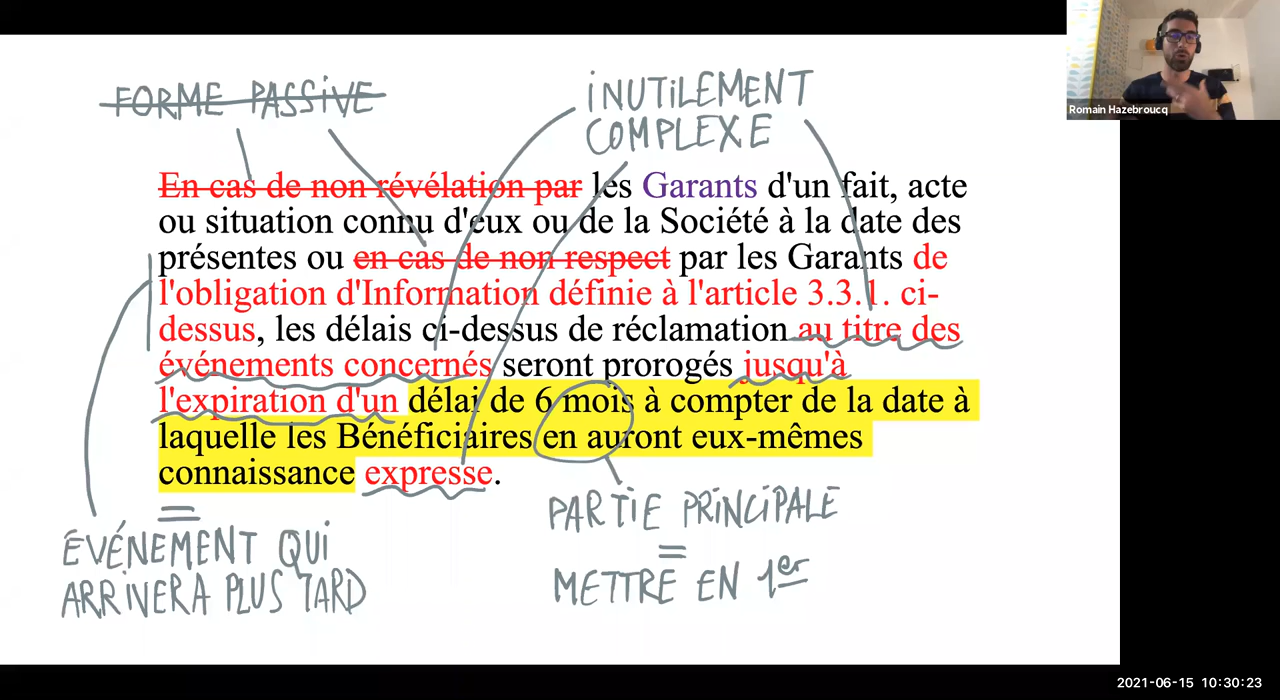 Romain Hazebroucq
FORME PASSIVE
INUTILEMENT
COMPLEXE
En cas de non révélation par les Garants d'un fait, acte
ou situation connu d'eux ou de la Société à la date des
présentes ou en cas de non respect par les Garants de
l'obligation d'Information définie à l'article 3.3.1. ci-
dessus, les délais ci-dessus de réclamation au titre des
événements concernés seront prorogés jusqu'à
l'expiration d'un délai de 6 mois à compter de la date à
laquelle les Bénéficiaires en auront eux-mêmes
connaissance expresse.
=
ÉVÉNEMENT QUI
ARRIVERA PLUS TARD
PARTIE PRINCIPALE
=
METTRE EN 1er
2021-06-15 10:30:23